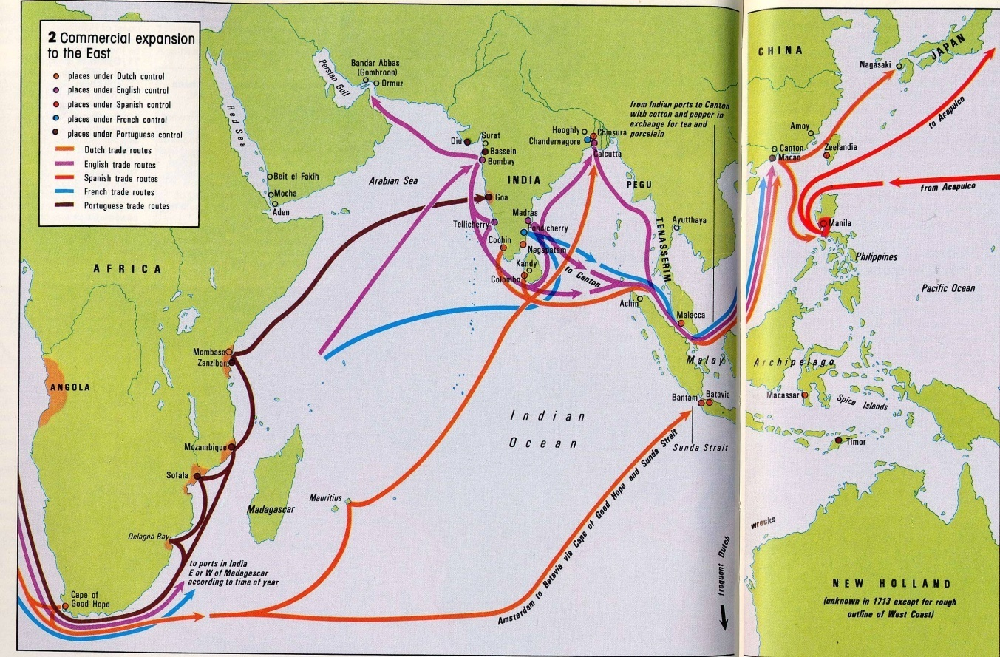 2 Commercial expansion
to the East
places under Dutch control
places under English control
places under Spanish control
places under French control
places under Portuguese control
Dutch trade routes
English trade routes
Spanish trade routes
French trade routes
Portuguese trade routes
Persian Gulf
Bandar Abbas
(Gombroon)
Ormuz
Red Sea
Beit el Fakih
Mocha
Aden
Arabian Sea
Diu
Surat
Bassein
Bombay
INDIA
Goa
Tellicherry
Cochin
Madras
Pondicherry
Negapatam
Kandy
Colombo
Hooghly
Chinsura
Chandernagore
Calcutta
from Indian ports to Canton
with cotton and pepper in
exchange for tea and
porcelain
PEGU
TENASSERIM
Ayutthaya
to Canton
Achin
Malacca
Malay
Archipelago
CHINA
JAPAN
Nagasaki
Amoy
Canton
Macao
Zeelandia
to Acapulco
from Acapulco
Manila
Philippines
Pacific Ocean
AFRICA
ANGOLA
Mombasa
Zanzibar
Mozambique
Sofala
Delagoa Bay
Madagascar
Mauritius
Indian
Ocean
Cape of
Good Hope
to ports in India
E or W of Madagascar
according to time of year
Amsterdam to Batavia via Cape of Good Hope and Sunda Strait
Bantam
Batavia
Sunda Strait
Macassar
Spice Islands
Timor
frequent Dutch
wrecks
NEW HOLLAND
(unknown in 1713 except for rough
outline of West Coast)